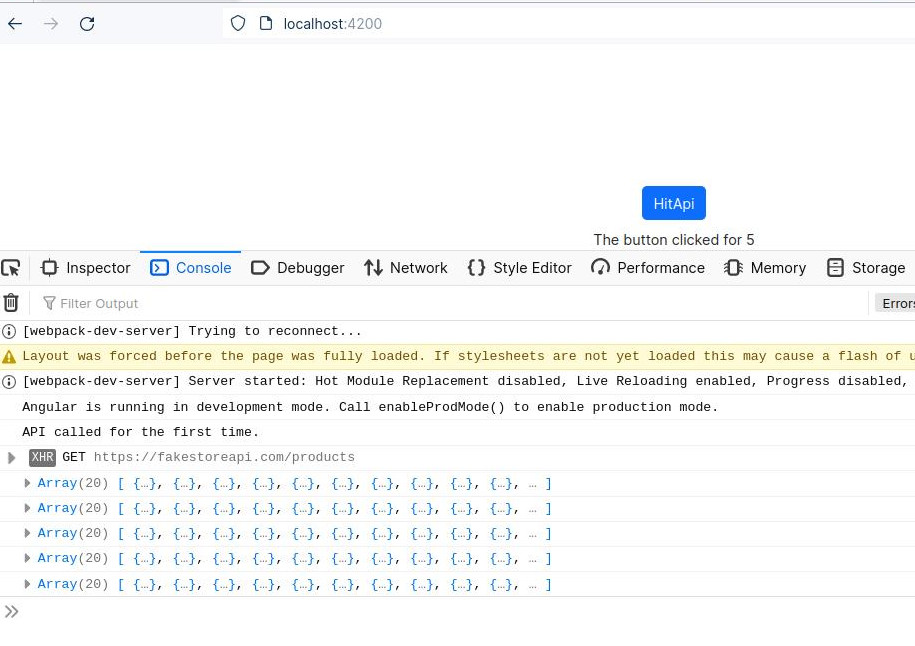 localhost:4200
HitApi
The button clicked for 5
Inspector Console Debugger Network Style Editor Performance Memory Storage
Filter Output Errors
[webpack-dev-server] Trying to reconnect...
Layout was forced before the page was fully loaded. If stylesheets are not yet loaded this may cause a flash of u
[webpack-dev-server] Server started: Hot Module Replacement disabled, Live Reloading enabled, Progress disabled,
Angular is running in development mode. Call enableProdMode() to enable production mode.
API called for the first time.
XHR GET https://fakestoreapi.com/products
Array(20) [ {…}, {…}, {…}, {…}, {…}, {…}, {…}, {…}, {…}, {…}, … ]
Array(20) [ {…}, {…}, {…}, {…}, {…}, {…}, {…}, {…}, {…}, {…}, … ]
Array(20) [ {…}, {…}, {…}, {…}, {…}, {…}, {…}, {…}, {…}, {…}, … ]
Array(20) [ {…}, {…}, {…}, {…}, {…}, {…}, {…}, {…}, {…}, {…}, … ]
Array(20) [ {…}, {…}, {…}, {…}, {…}, {…}, {…}, {…}, {…}, {…}, … ]